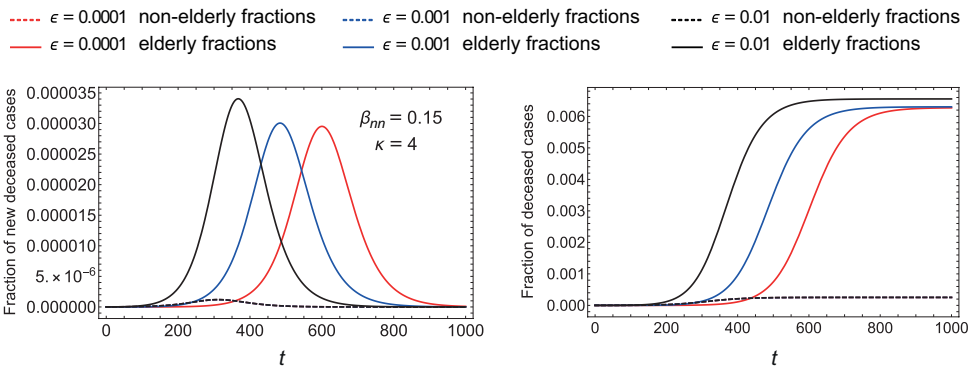 ϵ = 0.0001 non-elderly fractions ϵ = 0.001 non-elderly fractions ϵ = 0.01 non-elderly fractions
ϵ = 0.0001 elderly fractions ϵ = 0.001 elderly fractions ϵ = 0.01 elderly fractions
Fraction of new deceased cases
0.000035
0.000030
0.000025
0.000020
0.000015
0.000010
5.×10⁻⁶
0.000000
βnn = 0.15
κ = 4
0 200 400 600 800 1000
t
Fraction of deceased cases
0.006
0.005
0.004
0.003
0.002
0.001
0.000
0 200 400 600 800 1000
t